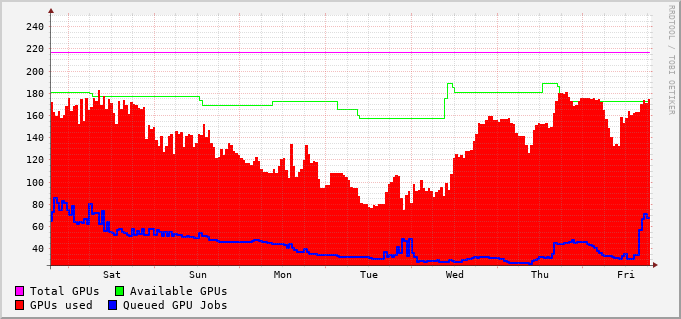 RRDTOOL / TOBI OETIKER
240
220
200
180
160
140
120
100
80
60
40
Sat Sun Mon Tue Wed Thu Fri
Total GPUs Available GPUs
GPUs used Queued GPU Jobs